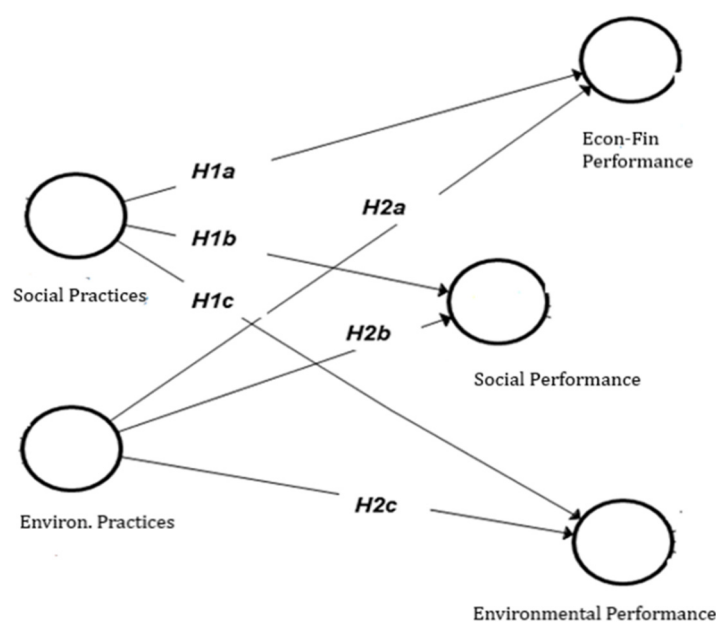 Econ-Fin
Performance
H1a
H2a
H1b
Social Practices
H1c
H2b
Social Performance
H2c
Environ. Practices
Environmental Performance